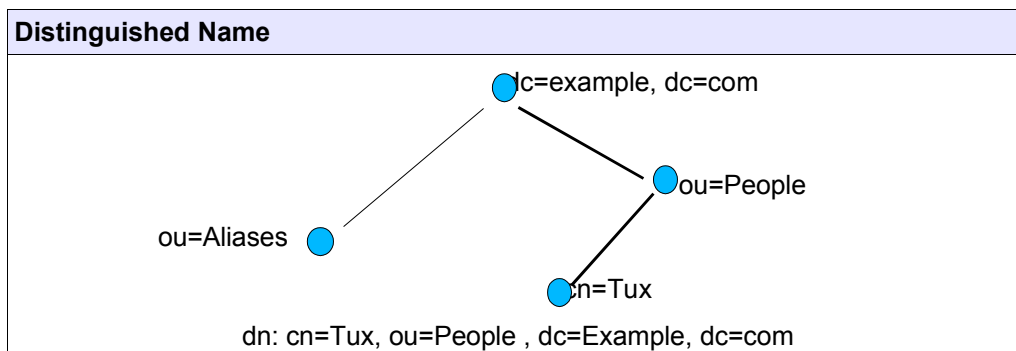 Distinguished Name
dc=example, dc=com
ou=People
ou=Aliases
cn=Tux
dn: cn=Tux, ou=People , dc=Example, dc=com